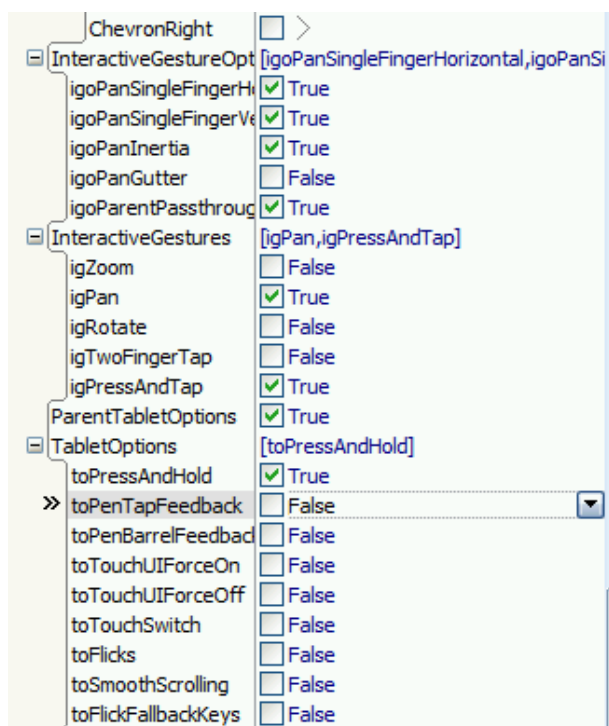 ChevronRight
InteractiveGestureOpt [igoPanSingleFingerHorizontal,igoPanSi
igoPanSingleFingerH True
igoPanSingleFingerVe True
igoPanInertia True
igoPanGutter False
igoParentPassthroug True
InteractiveGestures [igPan,igPressAndTap]
igZoom False
igPan True
igRotate False
igTwoFingerTap False
igPressAndTap True
ParentTabletOptions True
TabletOptions [toPressAndHold]
toPressAndHold True
» toPenTapFeedback False
toPenBarrelFeedback False
toTouchUIForceOn False
toTouchUIForceOff False
toTouchSwitch False
toFlicks False
toSmoothScrolling False
toFlickFallbackKeys False